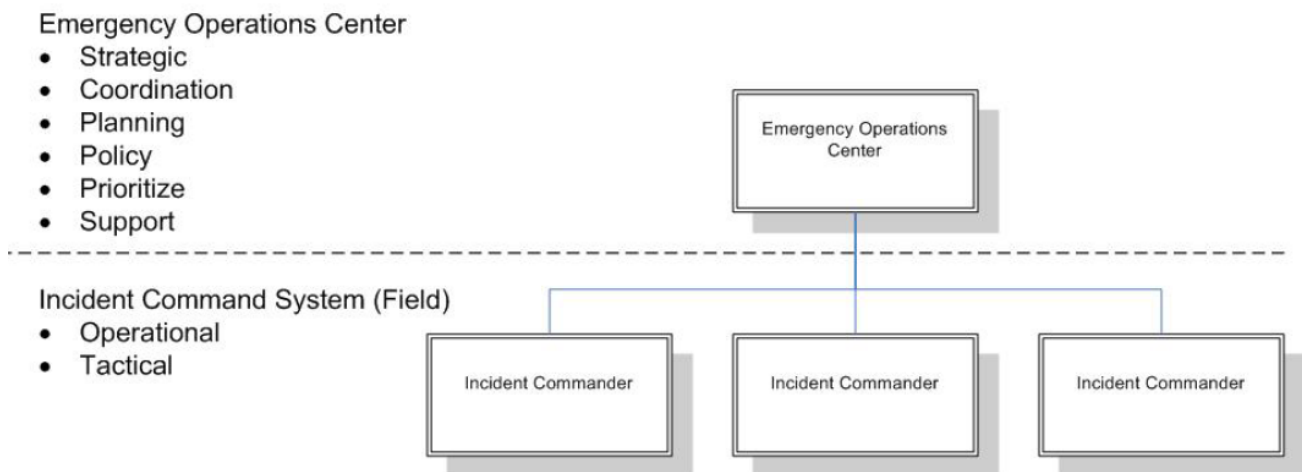 Emergency Operations Center
• Strategic
• Coordination
• Planning
• Policy
• Prioritize
• Support
Emergency Operations
Center
Incident Command System (Field)
• Operational
• Tactical
Incident Commander
Incident Commander
Incident Commander